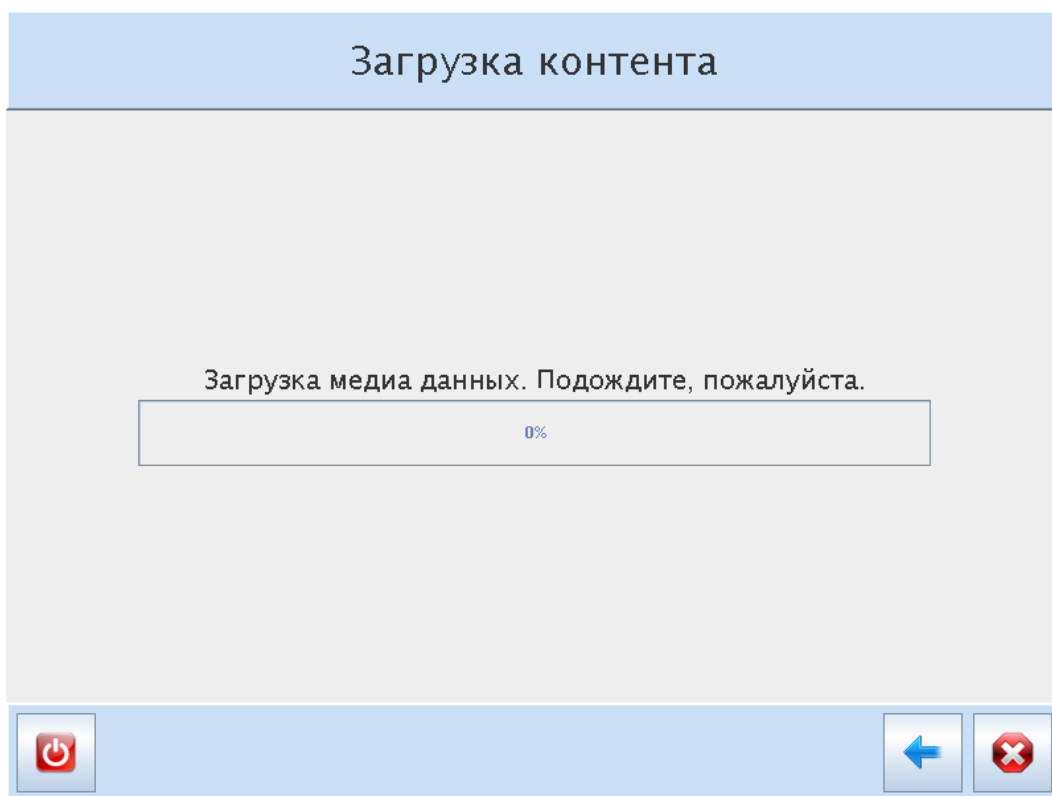 Загрузка контента
Загрузка медиа данных. Подождите, пожалуйста.
0%